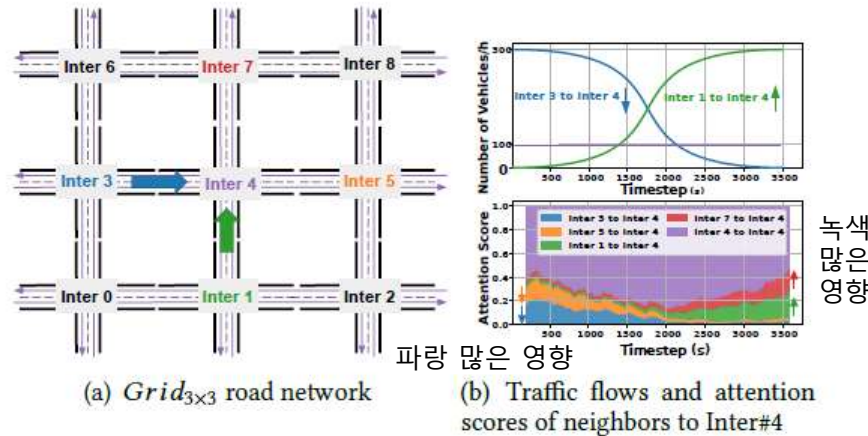 Inter 6
Inter 7
Inter 8
Inter 3
Inter 4
Inter 5
Inter 0
Inter 1
Inter 2
(a) Grid3×3 road network
Number of Vehicles/h
300
100
0
Inter 3 to Inter 4
Inter 1 to Inter 4
500 1000 1500 2000 2500 3000 3500
Timestep (s)
Attention Score
1.0
0.8
0.6
0.4
0.2
0.0
Inter 3 to Inter 4
Inter 5 to Inter 4
Inter 1 to Inter 4
Inter 7 to Inter 4
Inter 4 to Inter 4
500 1000 1500 2000 2500 3000 3500
Timestep (s)
녹색
많은
영향
파랑 많은 영향
(b) Traffic flows and attention
scores of neighbors to Inter#4